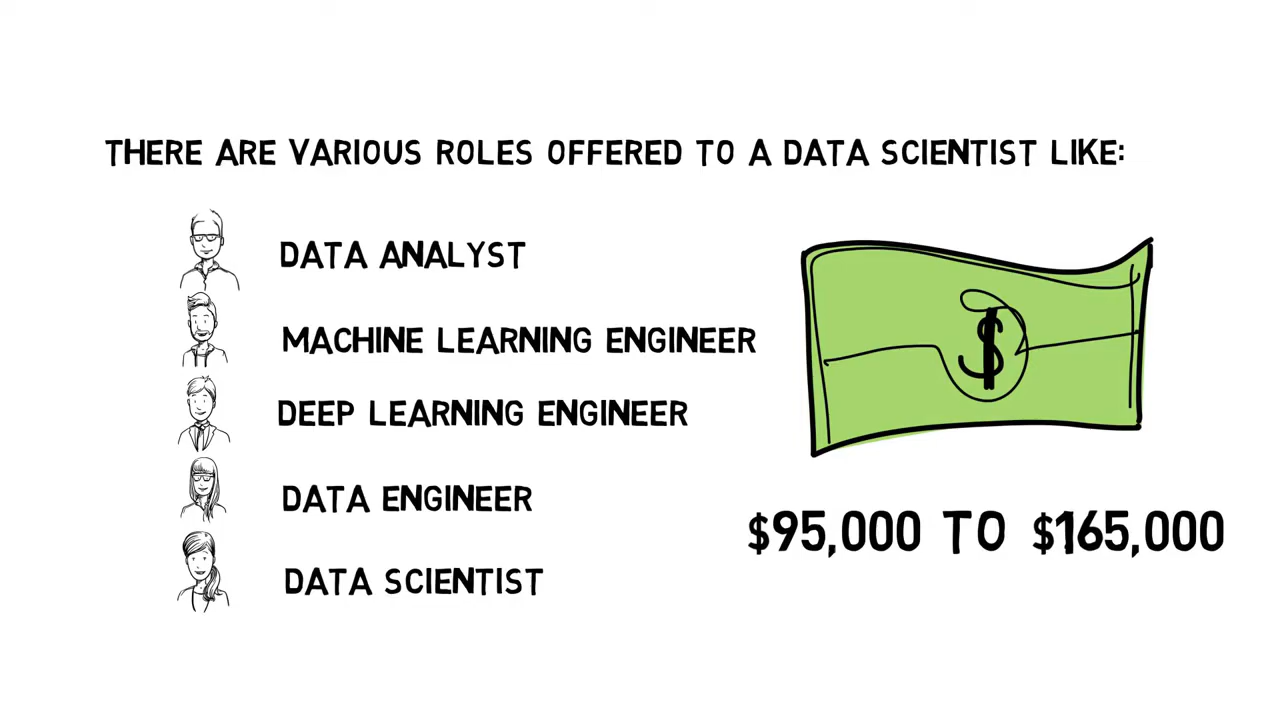 THERE ARE VARIOUS ROLES OFFERED TO A DATA SCIENTIST LIKE:
DATA ANALYST
MACHINE LEARNING ENGINEER
DEEP LEARNING ENGINEER
DATA ENGINEER
DATA SCIENTIST
$
$95,000 TO $165,000